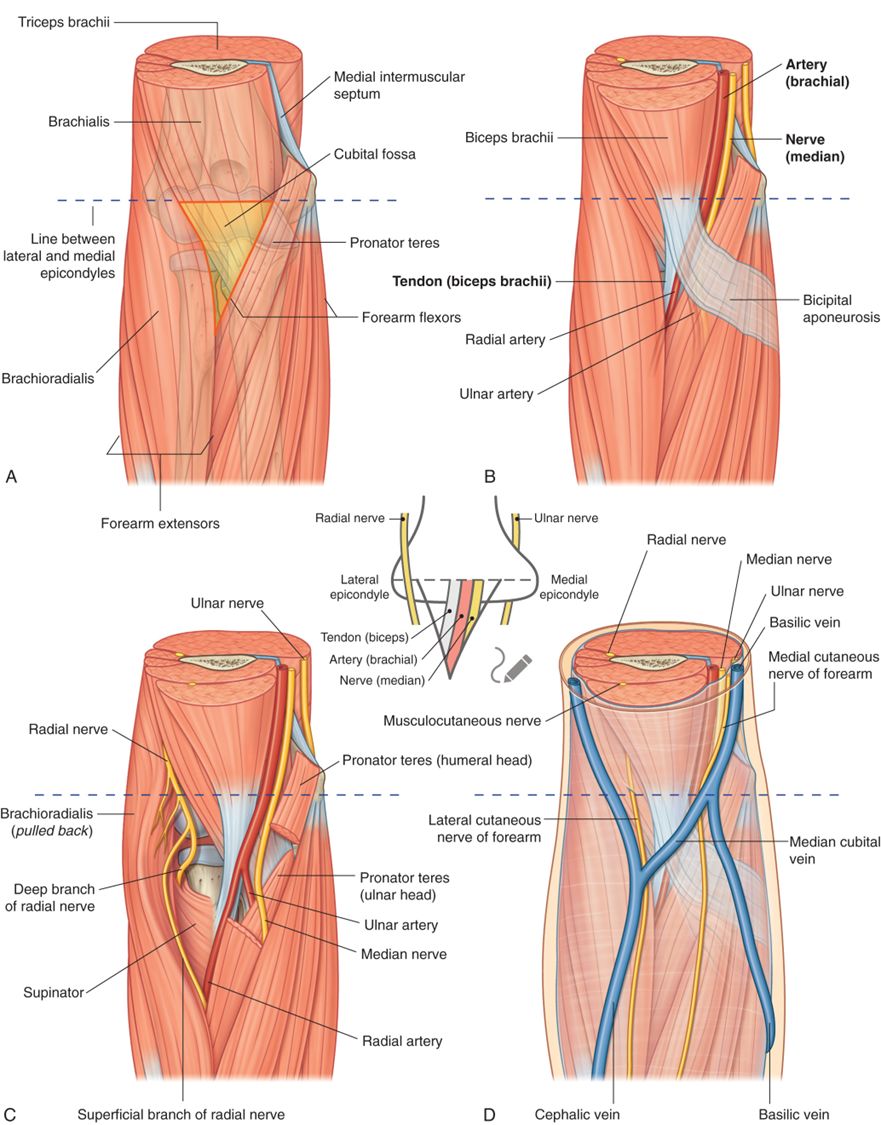 Triceps brachii
Medial intermuscular
septum
Brachialis
Cubital fossa
Line between
lateral and medial
epicondyles
Pronator teres
Forearm flexors
Brachioradialis
A
Forearm extensors
Artery
(brachial)
Biceps brachii
Nerve
(median)
Tendon (biceps brachii)
Bicipital
aponeurosis
Radial artery
Ulnar artery
B
Radial nerve
Ulnar nerve
Lateral
epicondyle
Medial
epicondyle
Tendon (biceps)
Artery (brachial)
Nerve (median)
Ulnar nerve
Radial nerve
Pronator teres (humeral head)
Brachioradialis
(pulled back)
Deep branch
of radial nerve
Pronator teres
(ulnar head)
Ulnar artery
Median nerve
Supinator
Radial artery
C
Superficial branch of radial nerve
Radial nerve
Median nerve
Ulnar nerve
Basilic vein
Medial cutaneous
nerve of forearm
Musculocutaneous nerve
Lateral cutaneous
nerve of forearm
Median cubital
vein
D
Cephalic vein
Basilic vein